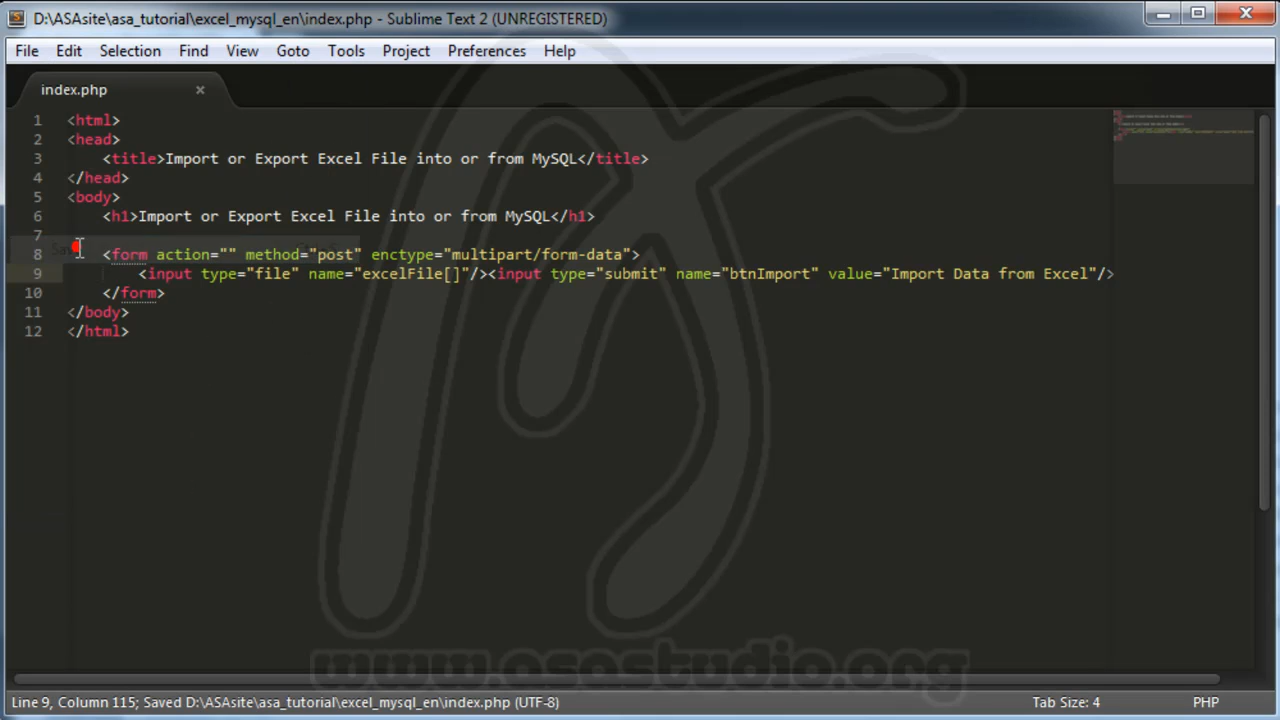 D:\ASAsite\asa_tutorial\excel_mysql_en\index.php - Sublime Text 2 (UNREGISTERED)
File Edit Selection Find View Goto Tools Project Preferences Help
index.php ×
1 <html>
2 <head>
3 <title>Import or Export Excel File into or from MySQL</title>
4 </head>
5 <body>
6 <h1>Import or Export Excel File into or from MySQL</h1>
7
8 <form action="" method="post" enctype="multipart/form-data">
9 <input type="file" name="excelFile[]"/><input type="submit" name="btnImport" value="Import Data from Excel"/>
10 </form>
11 </body>
12 </html>
www.asastudio.org
Line 9, Column 115; Saved D:\ASAsite\asa_tutorial\excel_mysql_en\index.php (UTF-8) Tab Size: 4 PHP